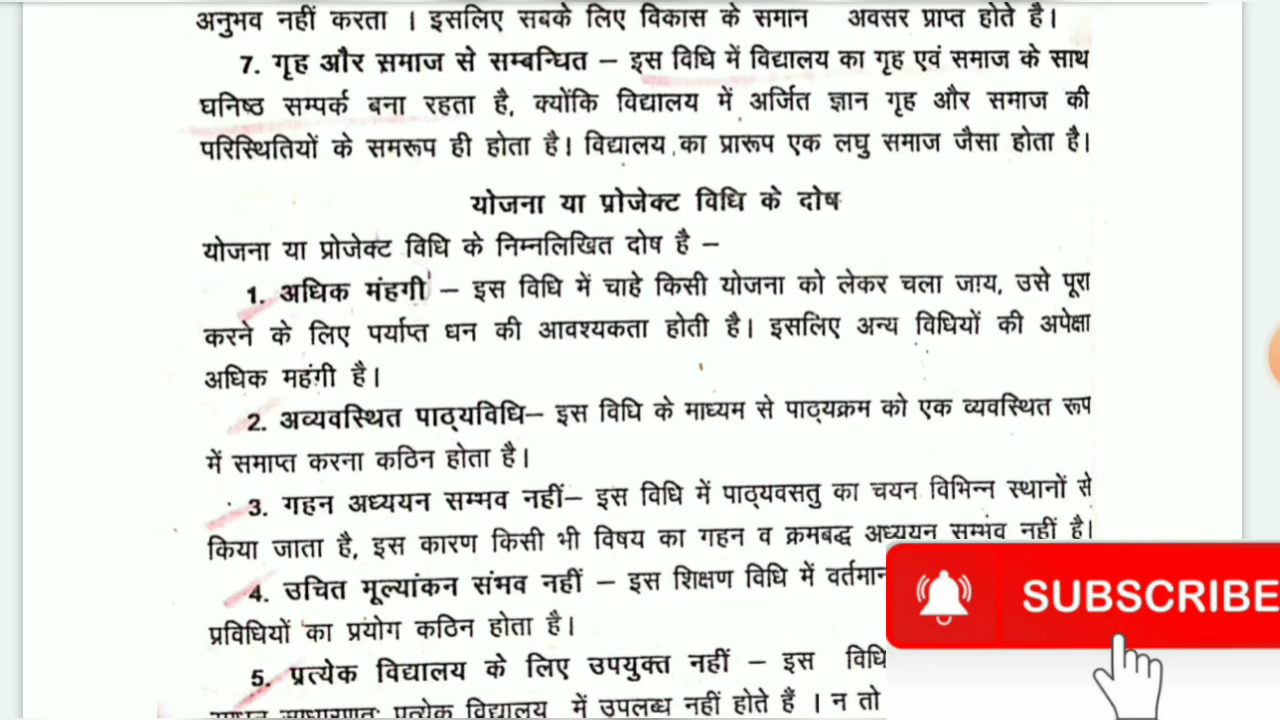 अनुभव नहीं करता । इसलिए सबके लिए विकास के समान अवसर प्राप्त होते है।
7. गृह और समाज से सम्बन्धित – इस विधि में विद्यालय का गृह एवं समाज के साथ
घनिष्ठ सम्पर्क बना रहता है, क्योंकि विद्यालय में अर्जित ज्ञान गृह और समाज की
परिस्थितियों के समरूप ही होता है। विद्यालय का प्रारूप एक लघु समाज जैसा होता है।
योजना या प्रोजेक्ट विधि के दोष
योजना या प्रोजेक्ट विधि के निम्नलिखित दोष है –
1. अधिक मंहगी – इस विधि में चाहे किसी योजना को लेकर चला जाय, उसे पूरा
करने के लिए पर्याप्त धन की आवश्यकता होती है। इसलिए अन्य विधियों की अपेक्षा
अधिक महंगी है।
2. अव्यवस्थित पाठ्यविधि– इस विधि के माध्यम से पाठ्यक्रम को एक व्यवस्थित रूप
में समाप्त करना कठिन होता है।
3. गहन अध्ययन सम्भव नहीं– इस विधि में पाठ्यवसतु का चयन विभिन्न स्थानों से
किया जाता है, इस कारण किसी भी विषय का गहन व क्रमबद्ध अध्ययन सम्भव नहीं है।
4. उचित मूल्यांकन संभव नहीं – इस शिक्षण विधि में वर्तमान
प्रविधियों का प्रयोग कठिन होता है।
SUBSCRIBE
5. प्रत्येक विद्यालय के लिए उपयुक्त नहीं – इस विधि
साधन साधारणतः प्रत्येक विद्यालय में उपलब्ध नहीं होते हैं । न तो